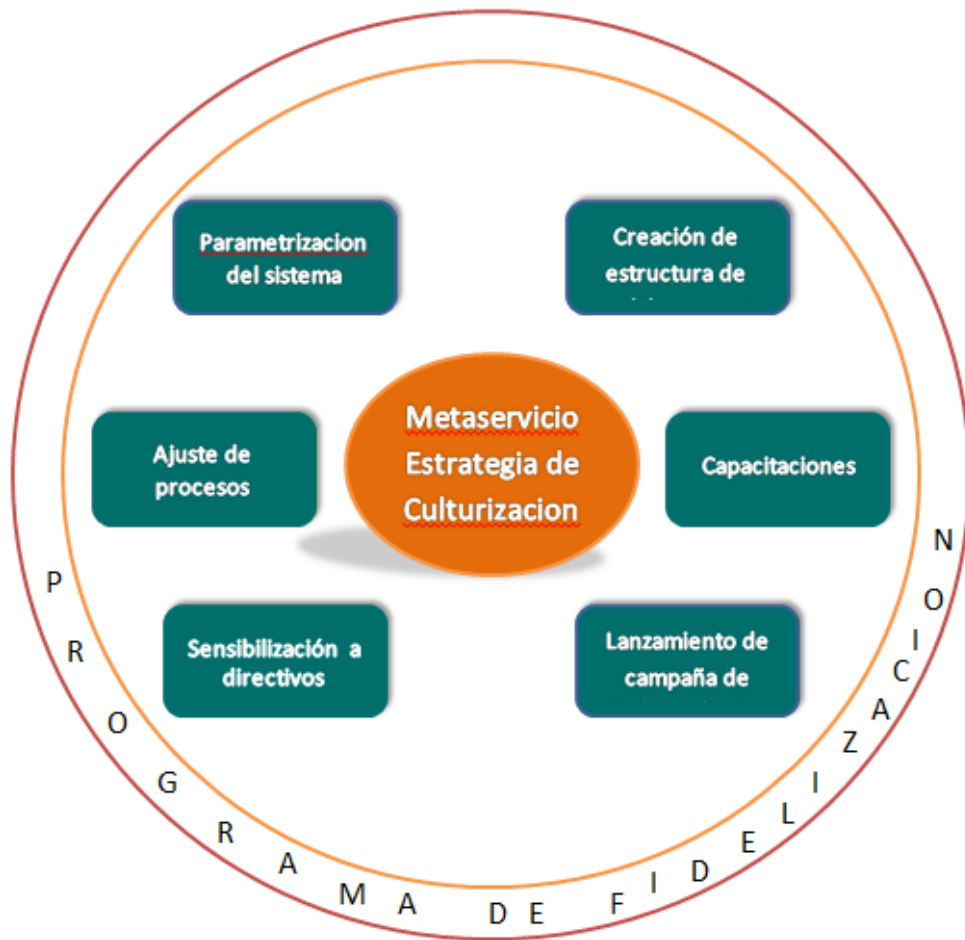 Parametrizacion
del sistema
Creación de
estructura de
Metaservicio
Estrategia de
Culturizacion
Ajuste de
procesos
Capacitaciones
Sensibilización a
directivos
Lanzamiento de
campaña de
PROGRAMA DE FIDELIZACION